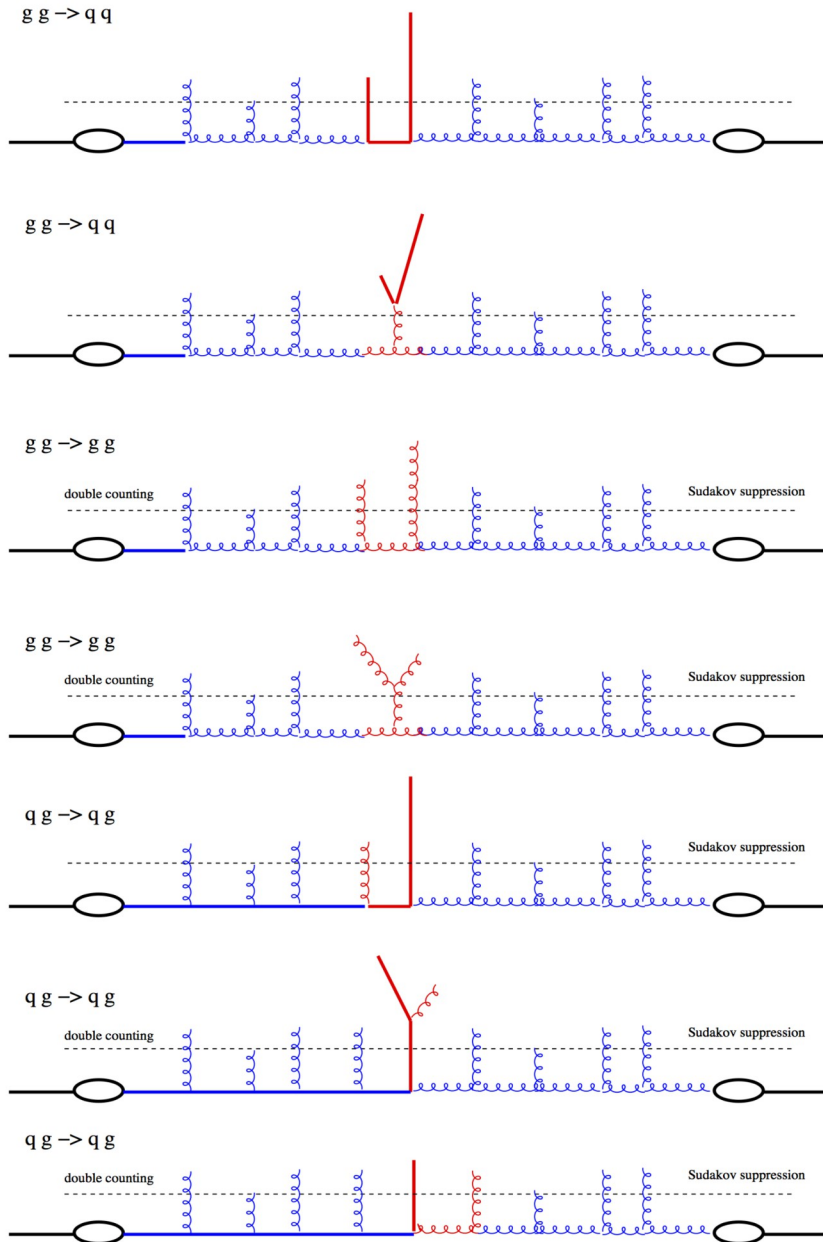 g g −> q q
g g −> q q
g g −> g g
double counting Sudakov suppression
g g −> g g
double counting Sudakov suppression
q g −> q g
Sudakov suppression
q g −> q g
double counting Sudakov suppression
q g −> q g
double counting Sudakov suppression